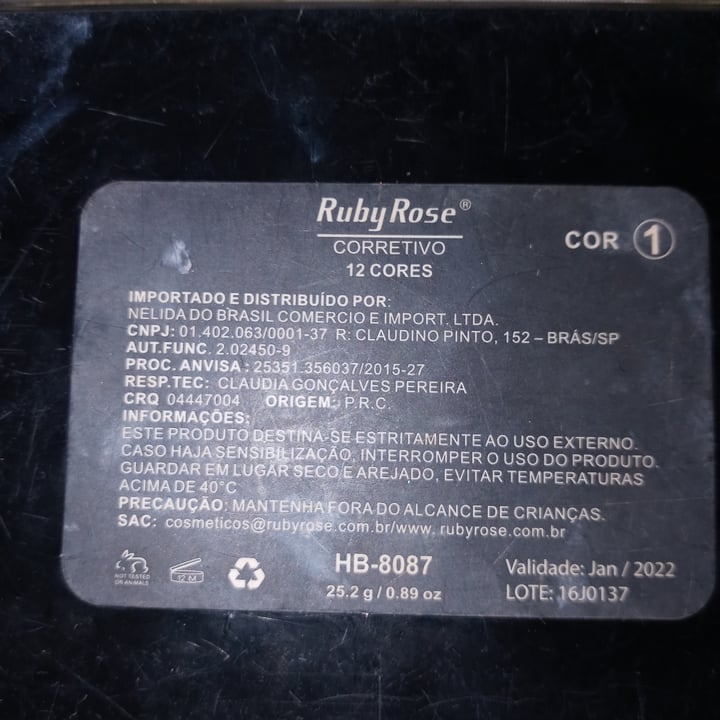 Ruby Rose®
CORRETIVO
12 CORES
COR 1
IMPORTADO E DISTRIBUÍDO POR:
NELIDA DO BRASIL COMERCIO E IMPORT. LTDA.
CNPJ: 01.402.063/0001-37 R: CLAUDINO PINTO, 152 – BRÁS/SP
AUT.FUNC. 2.02450-9
PROC. ANVISA : 25351.356037/2015-27
RESP.TEC: CLAUDIA GONÇALVES PEREIRA
CRQ 04447004 ORIGEM: P.R.C.
INFORMAÇÕES:
ESTE PRODUTO DESTINA-SE ESTRITAMENTE AO USO EXTERNO.
CASO HAJA SENSIBILIZAÇÃO, INTERROMPER O USO DO PRODUTO.
GUARDAR EM LUGAR SECO E AREJADO, EVITAR TEMPERATURAS
ACIMA DE 40°C
PRECAUÇÃO: MANTENHA FORA DO ALCANCE DE CRIANÇAS.
SAC: cosmeticos@rubyrose.com.br/www. rubyrose.com.br
NOT TESTED
ON ANIMALS
12 M
HB-8087
25.2 g / 0.89 oz
Validade: Jan / 2022
LOTE: 16J0137